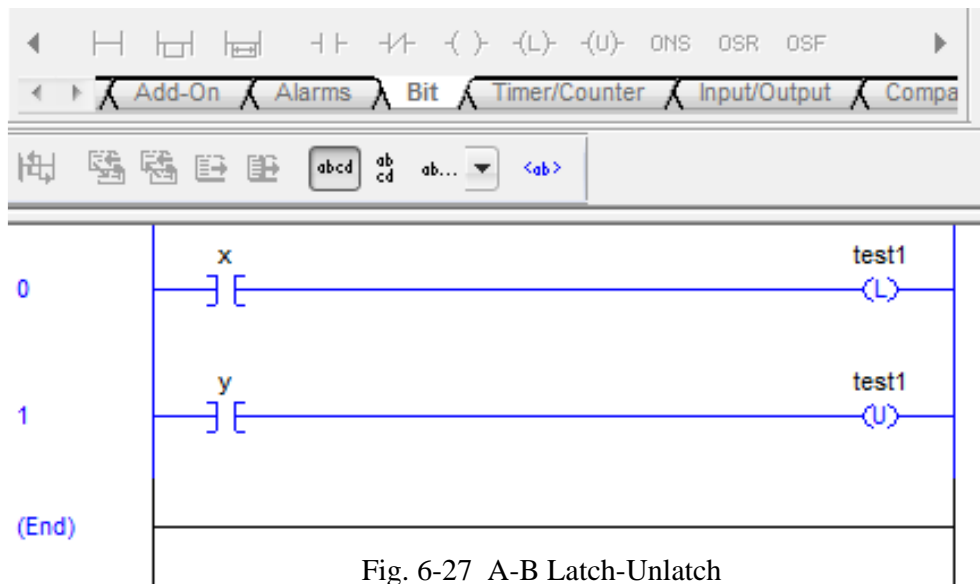 (L) (U) ONS OSR OSF
Add-On Alarms Bit Timer/Counter Input/Output Compa
abcd ab cd ab... <ab>
x test1
0 (L)
y test1
1 (U)
(End)
Fig. 6-27 A-B Latch-Unlatch